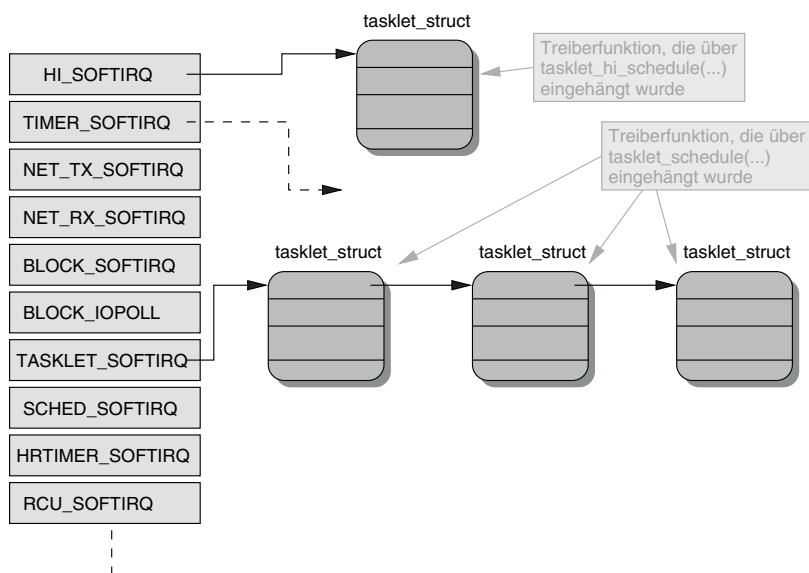 tasklet_struct
Treiberfunktion, die über
tasklet_hi_schedule(...)
eingehängt wurde
HI_SOFTIRQ
TIMER_SOFTIRQ
NET_TX_SOFTIRQ
NET_RX_SOFTIRQ
BLOCK_SOFTIRQ
BLOCK_IOPOLL
TASKLET_SOFTIRQ
SCHED_SOFTIRQ
HRTIMER_SOFTIRQ
RCU_SOFTIRQ
Treiberfunktion, die über
tasklet_schedule(...)
eingehängt wurde
tasklet_struct
tasklet_struct
tasklet_struct